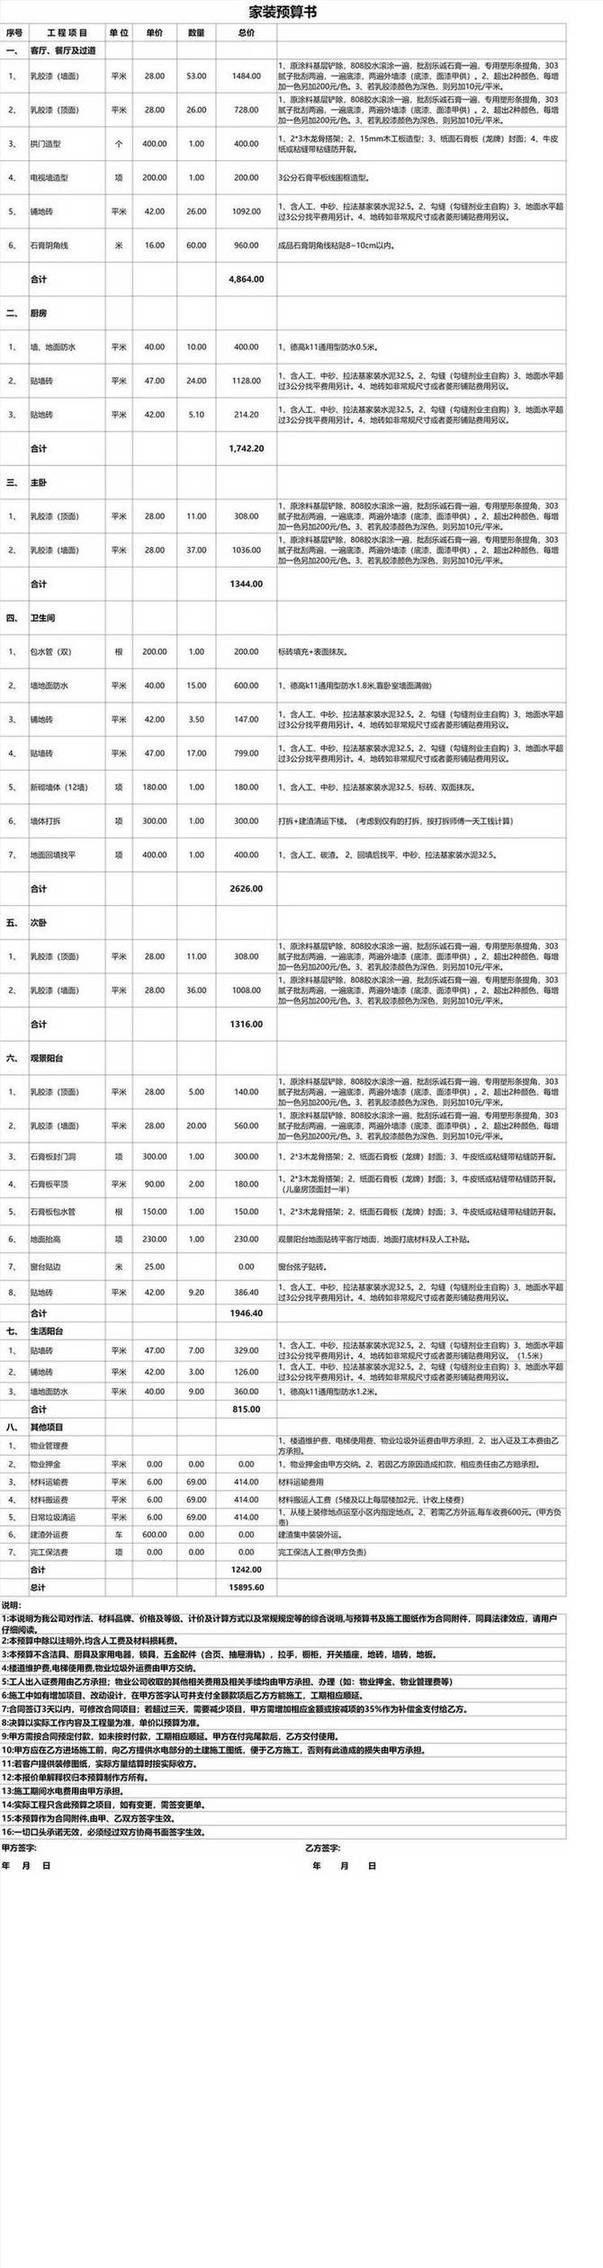 家装预算书
序号 工 程 项 目 单 位 单价 数量 总价
一、 客厅、餐厅及过道
1、 乳胶漆（墙面） 平米 28.00 53.00 1484.00 1、原涂料基层铲除，808胶水滚涂一遍，批刮乐诚石膏一遍，专用塑形条提角，303
腻子批刮两遍，一遍底漆，两遍外墙漆（底漆、面漆甲供）。2、超出2种颜色，每增
加一色另加200元/色。3、若乳胶漆颜色为深色，则另加10元/平米。
2、 乳胶漆（顶面） 平米 28.00 26.00 728.00 1、原涂料基层铲除，808胶水滚涂一遍，批刮乐诚石膏一遍，专用塑形条提角，303
腻子批刮两遍，一遍底漆，两遍外墙漆（底漆、面漆甲供）。2、超出2种颜色，每增
加一色另加200元/色。3、若乳胶漆颜色为深色，则另加10元/平米。
3、 拱门造型 个 400.00 1.00 400.00 1、2*3木龙骨搭架；2、15mm木工板造型；3、纸面石膏板（龙牌）封面；4、牛皮
纸或粘缝带粘缝防开裂。
4、 电视墙造型 项 200.00 1.00 200.00 3公分石膏平板线围框造型。
5、 铺地砖 平米 42.00 26.00 1092.00 1、含人工、中砂、拉法基家装水泥32.5。2、勾缝（勾缝剂业主自购）3、地面水平超
过3公分找平费用另计。4、地砖如非常规尺寸或者菱形铺贴费用另议。
6、 石膏阴角线 米 16.00 60.00 960.00 成品石膏阴角线粘贴8~10cm以内。
合计 4,864.00
二、 厨房
1、 墙、地面防水 平米 40.00 10.00 400.00 1、德高k11通用型防水0.5米。
2、 贴墙砖 平米 47.00 24.00 1128.00 1、含人工、中砂、拉法基家装水泥32.5。2、勾缝（勾缝剂业主自购）3、地面水平超
过3公分找平费用另计。4、地砖如非常规尺寸或者菱形铺贴费用另议。
3、 贴地砖 平米 42.00 5.10 214.20 1、含人工、中砂、拉法基家装水泥32.5。2、勾缝（勾缝剂业主自购）3、地面水平超
过3公分找平费用另计。4、地砖如非常规尺寸或者菱形铺贴费用另议。
合计 1,742.20
三、 主卧
1、 乳胶漆（顶面） 平米 28.00 11.00 308.00 1、原涂料基层铲除，808胶水滚涂一遍，批刮乐诚石膏一遍，专用塑形条提角，303
腻子批刮两遍，一遍底漆，两遍外墙漆（底漆、面漆甲供）。2、超出2种颜色，每增
加一色另加200元/色。3、若乳胶漆颜色为深色，则另加10元/平米。
2、 乳胶漆（墙面） 平米 28.00 37.00 1036.00 1、原涂料基层铲除，808胶水滚涂一遍，批刮乐诚石膏一遍，专用塑形条提角，303
腻子批刮两遍，一遍底漆，两遍外墙漆（底漆、面漆甲供）。2、超出2种颜色，每增
加一色另加200元/色。3、若乳胶漆颜色为深色，则另加10元/平米。
合计 1344.00
四、 卫生间
1、 包水管（双） 根 200.00 1.00 200.00 标砖填充+表面抹灰。
2、 墙地面防水 平米 40.00 15.00 600.00 1、德高k11通用型防水1.8米,靠卧室墙面满做)
3、 铺地砖 平米 42.00 3.50 147.00 1、含人工、中砂、拉法基家装水泥32.5。2、勾缝（勾缝剂业主自购）3、地面水平超
过3公分找平费用另计。4、地砖如非常规尺寸或者菱形铺贴费用另议。
4、 贴墙砖 平米 47.00 17.00 799.00 1、含人工、中砂、拉法基家装水泥32.5。2、勾缝（勾缝剂业主自购）3、地面水平超
过3公分找平费用另计。4、地砖如非常规尺寸或者菱形铺贴费用另议。
5、 新砌墙体（12墙） 项 180.00 1.00 180.00 1、含人工、中砂、拉法基家装水泥32.5、标砖、双面抹灰。
6、 墙体打拆 项 300.00 1.00 300.00 打拆+建渣清运下楼。（考虑到仅有的打拆，按打拆师傅一天工钱计算）
7、 地面回填找平 项 400.00 1.00 400.00 1、含人工、碳渣。 2、回填后找平，中砂、拉法基家装水泥32.5。
合计 2626.00
五、 次卧
1、 乳胶漆（顶面） 平米 28.00 11.00 308.00 1、原涂料基层铲除，808胶水滚涂一遍，批刮乐诚石膏一遍，专用塑形条提角，303
腻子批刮两遍，一遍底漆，两遍外墙漆（底漆、面漆甲供）。2、超出2种颜色，每增
加一色另加200元/色。3、若乳胶漆颜色为深色，则另加10元/平米。
2、 乳胶漆（墙面） 平米 28.00 36.00 1008.00 1、原涂料基层铲除，808胶水滚涂一遍，批刮乐诚石膏一遍，专用塑形条提角，303
腻子批刮两遍，一遍底漆，两遍外墙漆（底漆、面漆甲供）。2、超出2种颜色，每增
加一色另加200元/色。3、若乳胶漆颜色为深色，则另加10元/平米。
合计 1316.00
六、 观景阳台
1、 乳胶漆（顶面） 平米 28.00 5.00 140.00 1、原涂料基层铲除，808胶水滚涂一遍，批刮乐诚石膏一遍，专用塑形条提角，303
腻子批刮两遍，一遍底漆，两遍外墙漆（底漆、面漆甲供）。2、超出2种颜色，每增
加一色另加200元/色。3、若乳胶漆颜色为深色，则另加10元/平米。
2、 乳胶漆（墙面） 平米 28.00 20.00 560.00 1、原涂料基层铲除，808胶水滚涂一遍，批刮乐诚石膏一遍，专用塑形条提角，303
腻子批刮两遍，一遍底漆，两遍外墙漆（底漆、面漆甲供）。2、超出2种颜色，每增
加一色另加200元/色。3、若乳胶漆颜色为深色，则另加10元/平米。
3、 石膏板封门洞 项 300.00 1.00 300.00 1、2*3木龙骨搭架；2、纸面石膏板（龙牌）封面；3、牛皮纸或粘缝带粘缝防开裂。
4、 石膏板平顶 平米 90.00 2.00 180.00 1、2*3木龙骨搭架；2、纸面石膏板（龙牌）封面；3、牛皮纸或粘缝带粘缝防开裂。
（儿童房顶面封一半）
5、 石膏板包水管 根 150.00 1.00 150.00 1、2*3木龙骨搭架；2、纸面石膏板（龙牌）封面；3、牛皮纸或粘缝带粘缝防开裂。
6、 地面抬高 项 230.00 1.00 230.00 观景阳台地面贴砖平客厅地面，地面打底材料及人工补贴。
7、 窗台贴边 米 25.00 0.00 窗台弦子贴砖。
8、 贴地砖 平米 42.00 9.20 386.40 1、含人工、中砂、拉法基家装水泥32.5。2、勾缝（勾缝剂业主自购）3、地面水平超
过3公分找平费用另计。4、地砖如非常规尺寸或者菱形铺贴费用另议。
合计 1946.40
七、 生活阳台
1、 贴墙砖 平米 47.00 7.00 329.00 1、含人工、中砂、拉法基家装水泥32.5。2、勾缝（勾缝剂业主自购）3、地面水平超
过3公分找平费用另计。4、地砖如非常规尺寸或者菱形铺贴费用另议。（1.5米）
2、 铺地砖 平米 42.00 3.00 126.00 1、含人工、中砂、拉法基家装水泥32.5。2、勾缝（勾缝剂业主自购）3、地面水平超
过3公分找平费用另计。4、地砖如非常规尺寸或者菱形铺贴费用另议。
3、 墙地面防水 平米 40.00 9.00 360.00 1、德高k11通用型防水1.2米。
合计 815.00
八、 其他项目
1、 物业管理费 1、楼道维护费、电梯使用费、物业垃圾外运费由甲方承担，2、出入证及工本费由乙
方承担。
2、 物业押金 平米 0.00 0.00 0.00 1、物业押金由甲方交纳。2、若因乙方原因造成扣款，相应责任由乙方赔承担。
3、 材料运输费 平米 6.00 69.00 414.00 材料运输费用
4、 材料搬运费 平米 6.00 69.00 414.00 材料搬运人工费（5楼及以上每层楼加2元，计收上楼费）
5、 日常垃圾清运 平米 6.00 69.00 414.00 1、从楼上装修地点运至小区内指定地点。2、若需乙方外运,每车收费600元。(甲方负
责)
6、 建渣外运费 车 600.00 0.00 0.00 建渣集中装袋外运。
7、 完工保洁费 项 0.00 0.00 0.00 完工保洁人工费(甲方负责)
合计 1242.00
总计 15895.60
说明：
1:本说明为我公司对作法、材料品牌、价格及等级、计价及计算方式以及常规规定等的综合说明,与预算书及施工图纸作为合同附件，同具法律效应，请用户
仔细阅读。
2:本预算中除以注明外,均含人工费及材料损耗费。
3:本预算不含洁具、厨具及家用电器，锁具，五金配件（合页、抽屉滑轨），拉手，橱柜，开关插座，地砖，墙砖，地板。
4:楼道维护费,电梯使用费,物业垃圾外运费由甲方交纳。
5:工人出入证费用由乙方承担；物业公司收取的其他相关费用及相关手续均由甲方承担、办理（如：物业押金、物业管理费等）
6:施工中如有增加项目、改动设计，在甲方签字认可并支付全额款项后乙方方能施工，工期相应顺延。
7:合同签订3天以内，可修改合同项目；若超过三天，需要减少项目，甲方需增加相应金额或按减项的35%作为补偿金支付给乙方。
8:决算以实际工作内容及工程量为准，单价以预算为准。
9:甲方需按合同预定付款，如未按时付款，工期相应顺延。甲方在付完尾款后，乙方交付使用。
10:甲方应在乙方进场施工前，向乙方提供水电部分的土建施工图纸，便于乙方施工，否则有此造成的损失由甲方承担。
11:若客户提供装修图纸，实际方量结算时按实际收方。
12:本报价单解释权归本预算制作方所有。
13:施工期间水电费用由甲方承担。
14:实际工程只含此预算之项目，如有变更，需签变更单。
15:本预算作为合同附件,由甲、乙双方签字生效。
16:一切口头承诺无效，必须经过双方协商书面签字生效。
甲方签字: 乙方签字:
年 月 日 年 月 日